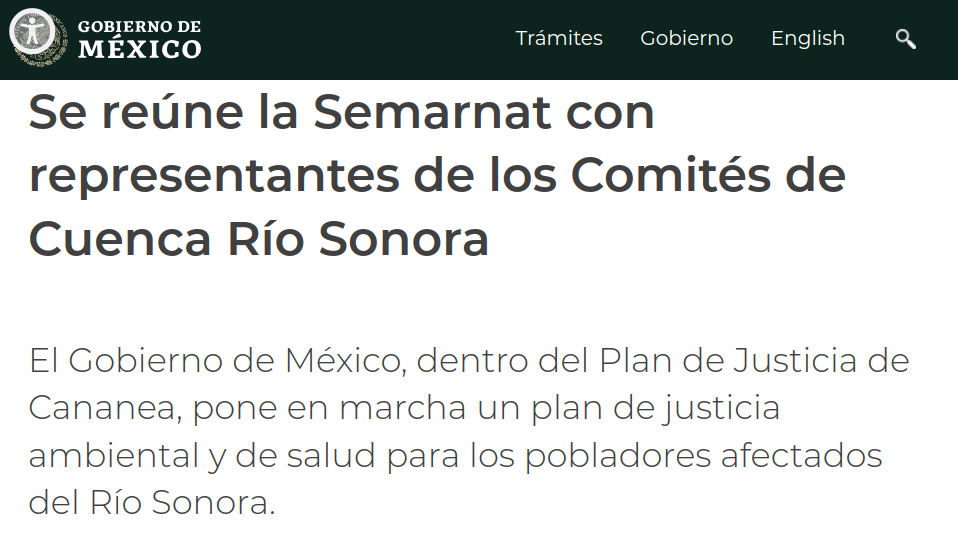 GOBIERNO DE
MÉXICO
Trámites Gobierno English
Se reúne la Semarnat con
representantes de los Comités de
Cuenca Río Sonora
El Gobierno de México, dentro del Plan de Justicia de
Cananea, pone en marcha un plan de justicia
ambiental y de salud para los pobladores afectados
del Río Sonora.